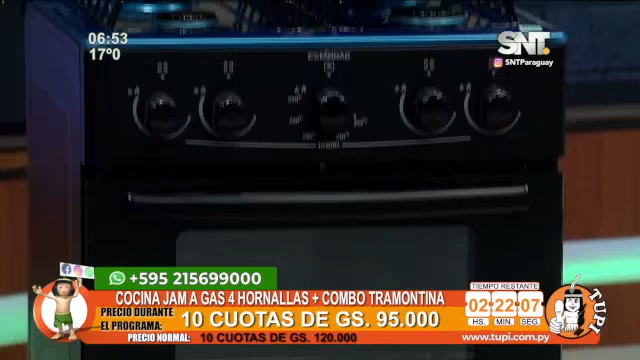 06:53
17°0
SNT
SNTParaguay
ESTÁNDAR
+595 215699000
COCINA JAM A GAS 4 HORNALLAS + COMBO TRAMONTINA
PRECIO DURANTE
EL PROGRAMA:
10 CUOTAS DE GS. 95.000
PRECIO NORMAL:
10 CUOTAS DE GS. 120.000
TIEMPO RESTANTE
02:22:07
HS. MIN. SEG.
TUPI
www.tupi.com.py